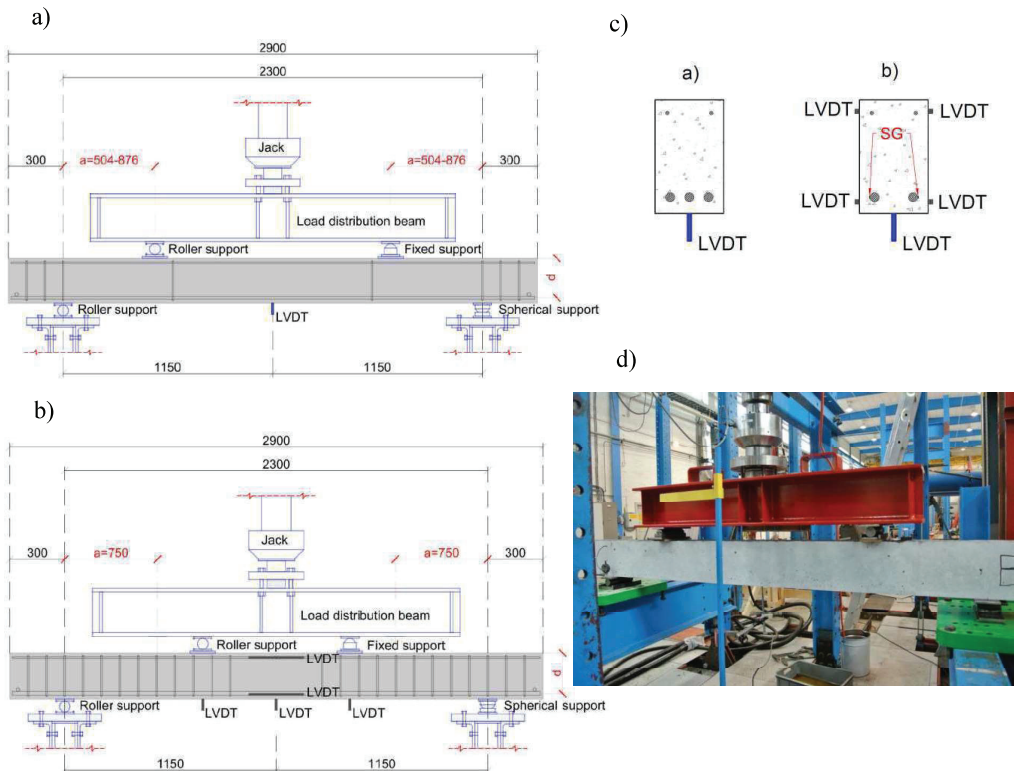 a)
2900
2300
Jack
300
a=504-876
a=504-876
300
Load distribution beam
Roller support
Fixed support
d
Roller support
LVDT
Spherical support
1150
1150
b)
2900
2300
Jack
300
a=750
a=750
300
Load distribution beam
Roller support
Fixed support
LVDT
LVDT
d
Roller support
LVDT
LVDT
LVDT
Spherical support
1150
1150
c)
a)
b)
LVDT
LVDT
SG
LVDT
LVDT
LVDT
LVDT
d)